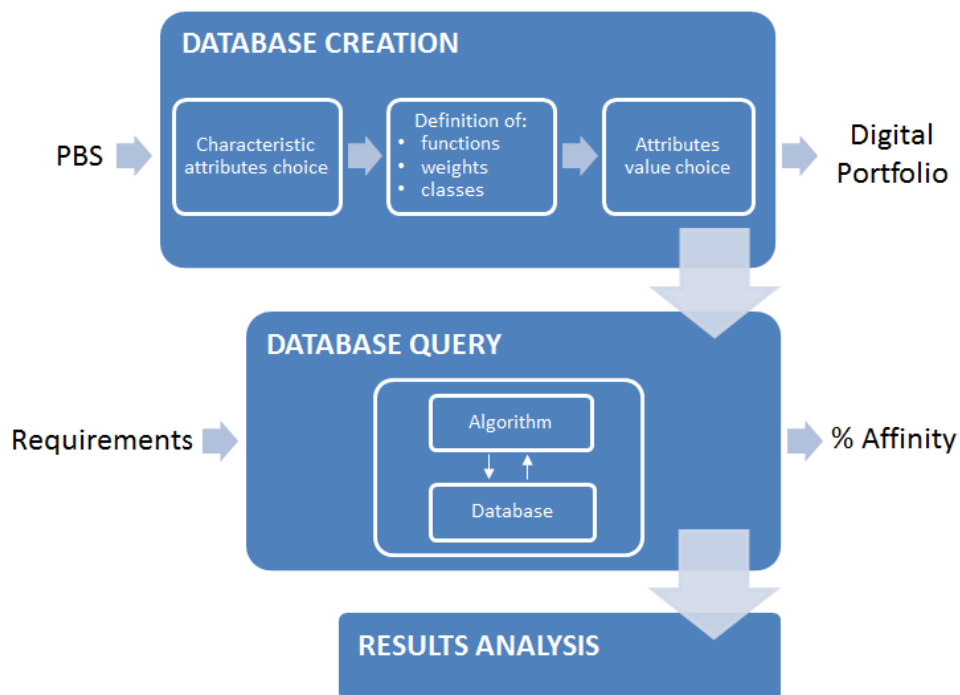 DATABASE CREATION
PBS
Characteristic
attributes choice
Definition of:
• functions
• weights
• classes
Attributes
value choice
Digital
Portfolio
DATABASE QUERY
Requirements
Algorithm
Database
% Affinity
RESULTS ANALYSIS